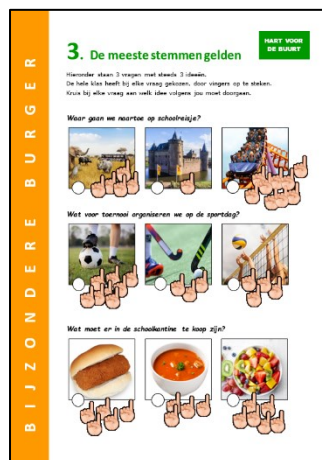 HART VOOR
DE BUURT
3. De meeste stemmen gelden
Hieronder staan 3 vragen met steeds 3 ideeën.
De hele klas heeft bij elke vraag gekozen, door vingers op te steken.
Kruis bij elke vraag aan welk idee volgens jou moet doorgaan.
Waar gaan we naartoe op schoolreisje?
Wat voor toernooi organiseren we op de sportdag?
Wat moet er in de schoolkantine te koop zijn?
BIJZONDERE BURGER